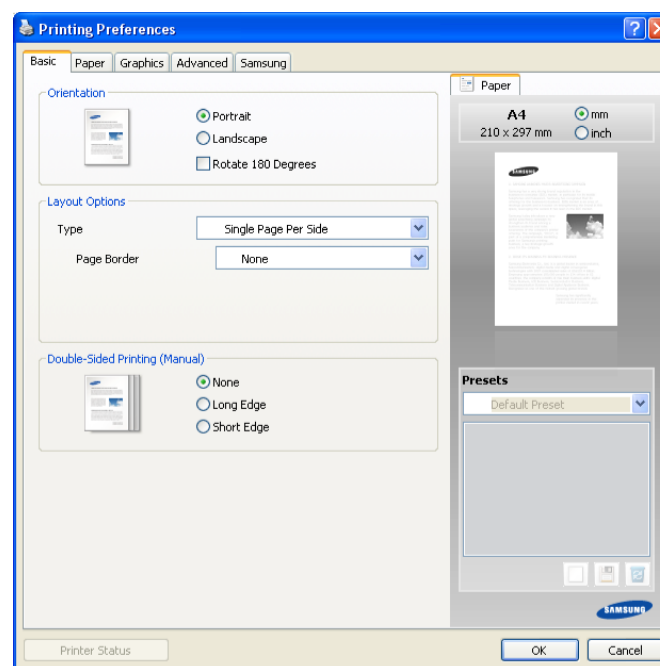 Printing Preferences
Basic Paper Graphics Advanced Samsung
Paper
Orientation
Portrait
Landscape
Rotate 180 Degrees
A4
210 x 297 mm
mm
inch
SAMSUNG
Layout Options
Type Single Page Per Side
Page Border None
Double-Sided Printing (Manual)
None
Long Edge
Short Edge
Presets
Default Preset
SAMSUNG
Printer Status OK Cancel